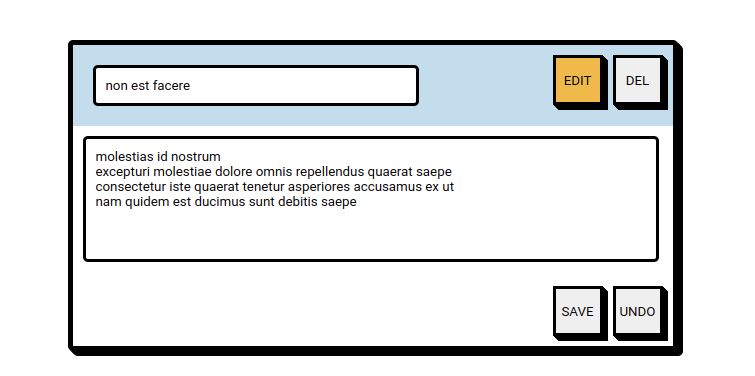 non est facere
EDIT
DEL
molestias id nostrum
excepturi molestiae dolore omnis repellendus quaerat saepe
consectetur iste quaerat tenetur asperiores accusamus ex ut
nam quidem est ducimus sunt debitis saepe
SAVE
UNDO